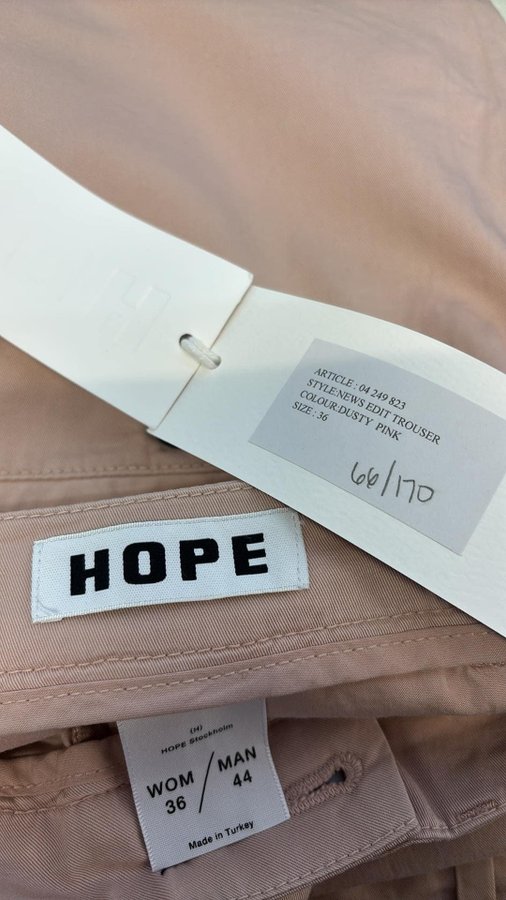 ARTICLE : 04 249 823
STYLE:NEWS EDIT TROUSER
COLOUR:DUSTY PINK
SIZE : 36
66/170
HOPE
(H)
HOPE Stockholm
WOM / MAN
36 44
Made in Turkey